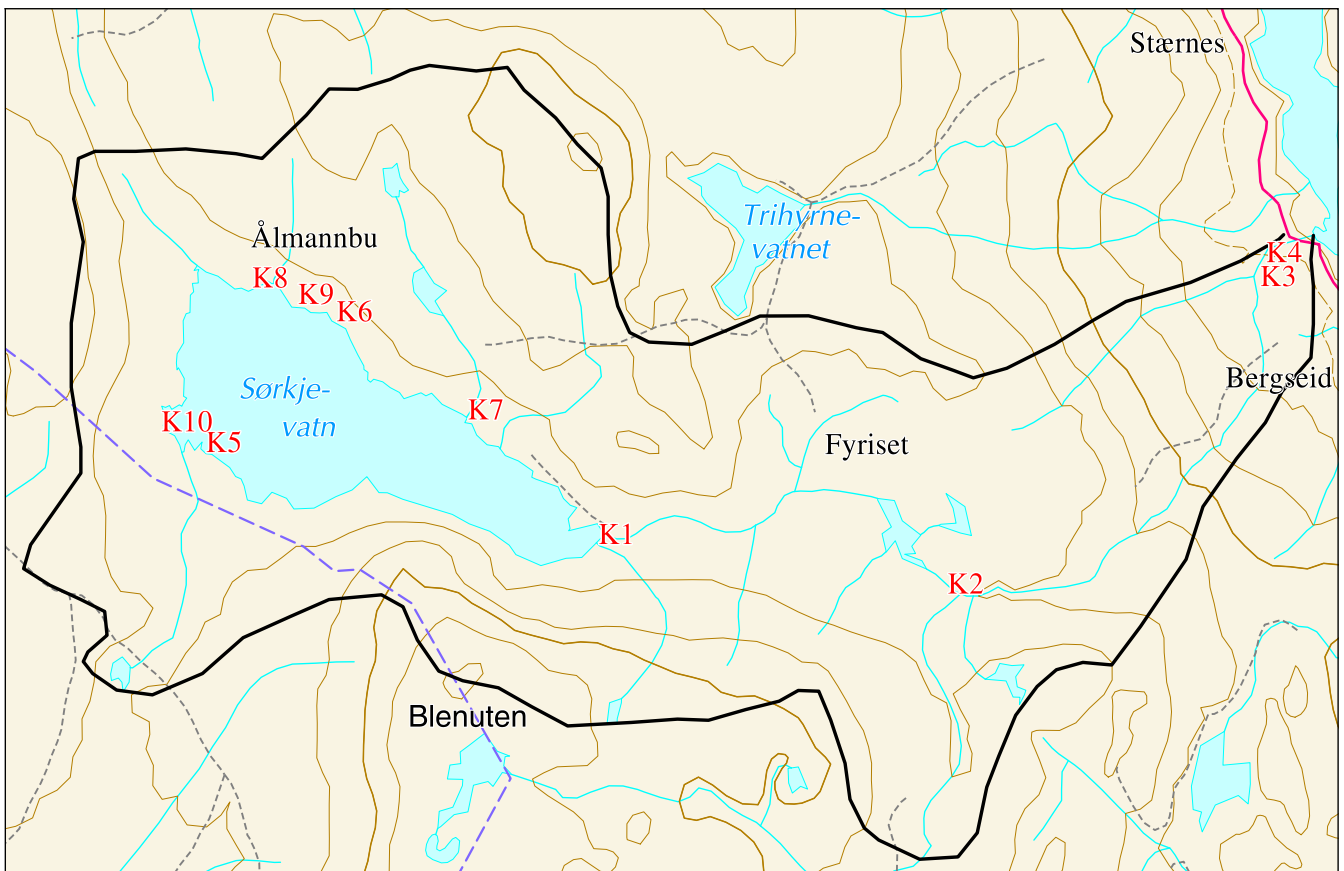 Stærnes
Trihyrne-
vatnet
Ålmannbu
K4
K8
K3
K9
K6
Sørkje-
vatn
Bergseid
K7
K10
K5
Fyriset
K1
K2
Blenuten